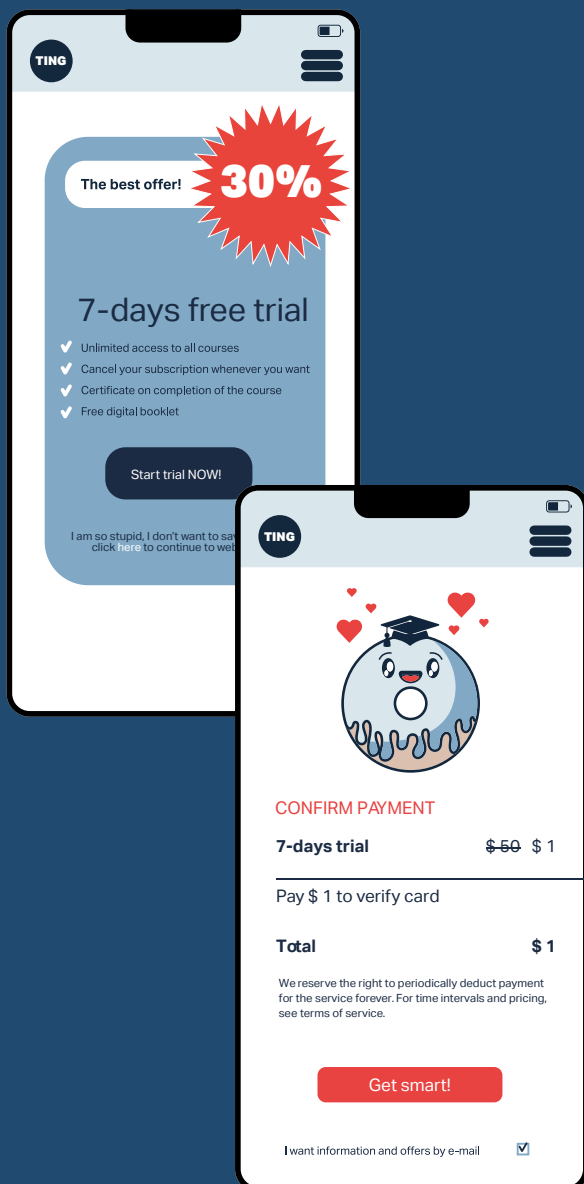 TING
The best offer!
30%
7-days free trial
Unlimited access to all courses
Cancel your subscription whenever you want
Certificate on completion of the course
Free digital booklet
Start trial NOW!
I am so stupid, I don't want to sav
click here to continue to web
TING
CONFIRM PAYMENT
7-days trial $ 50 $ 1
Pay $ 1 to verify card
Total $ 1
We reserve the right to periodically deduct payment
for the service forever. For time intervals and pricing,
see terms of service.
Get smart!
I want information and offers by e-mail